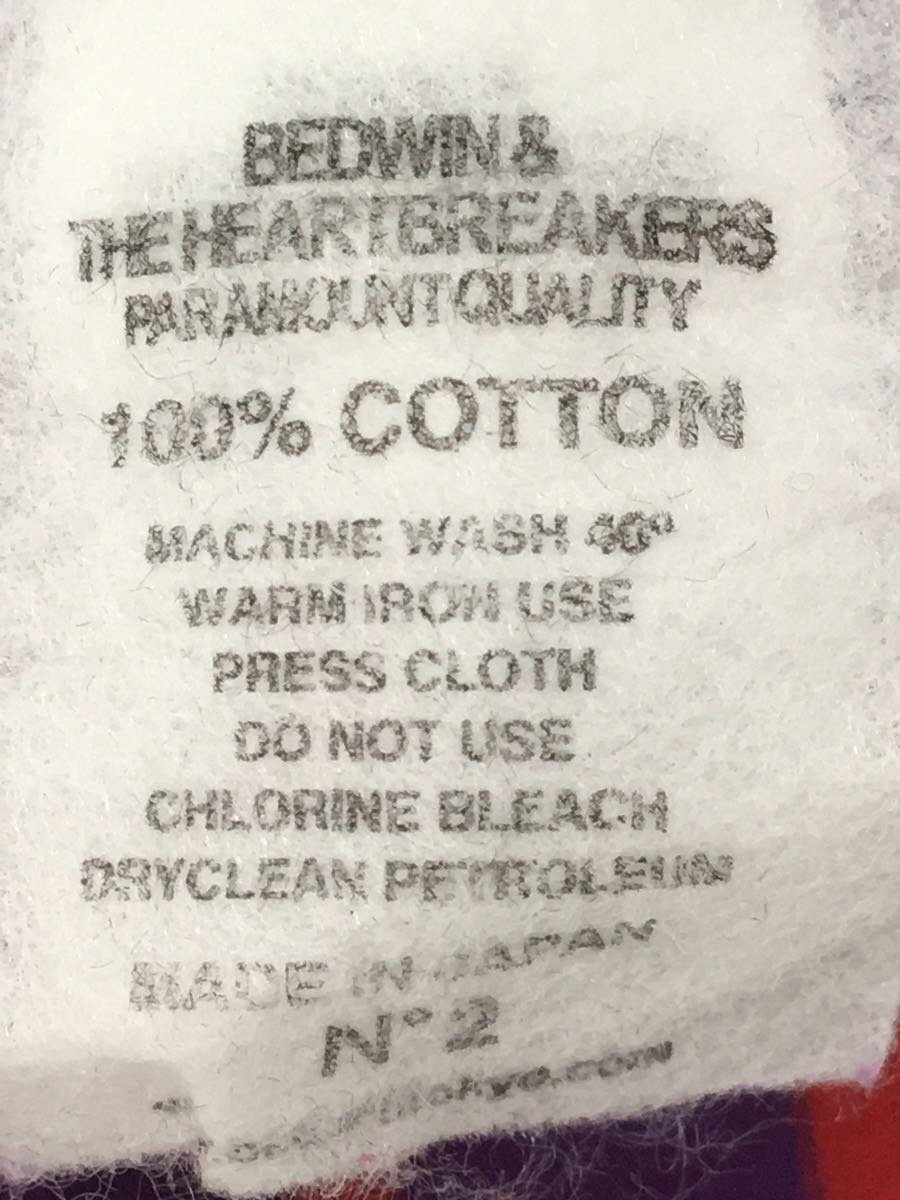 BEDWIN &
THE HEARTBREAKERS
PARAMOUNT QUALITY
100% COTTON
MACHINE WASH 40°
WARM IRON USE
PRESS CLOTH
DO NOT USE
CHLORINE BLEACH
DRYCLEAN PETROLEUM
MADE IN JAPAN
N° 2